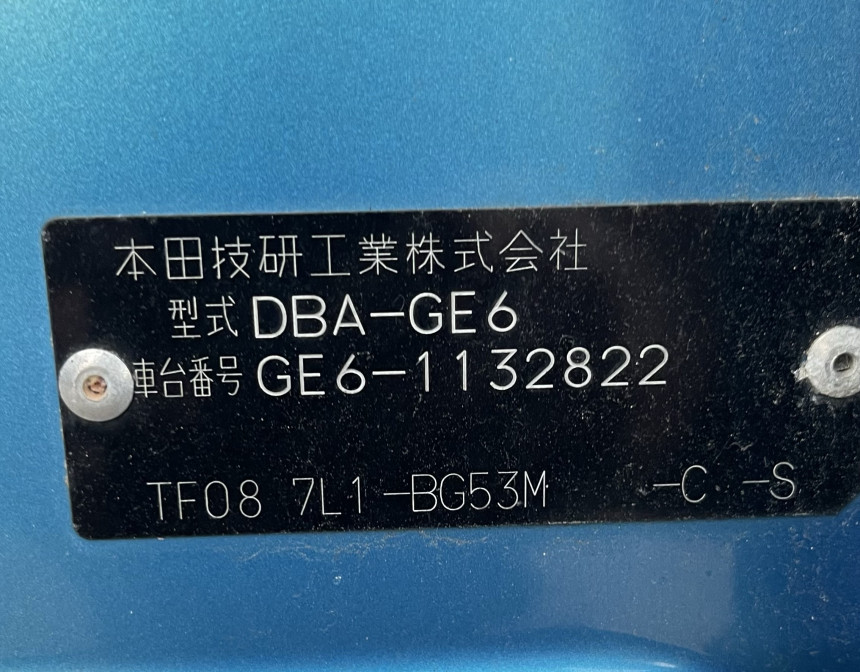 本田技研工業株式会社
型式 DBA-GE6
車台番号 GE6-1132822
TF08 7L1-BG53M -C -S